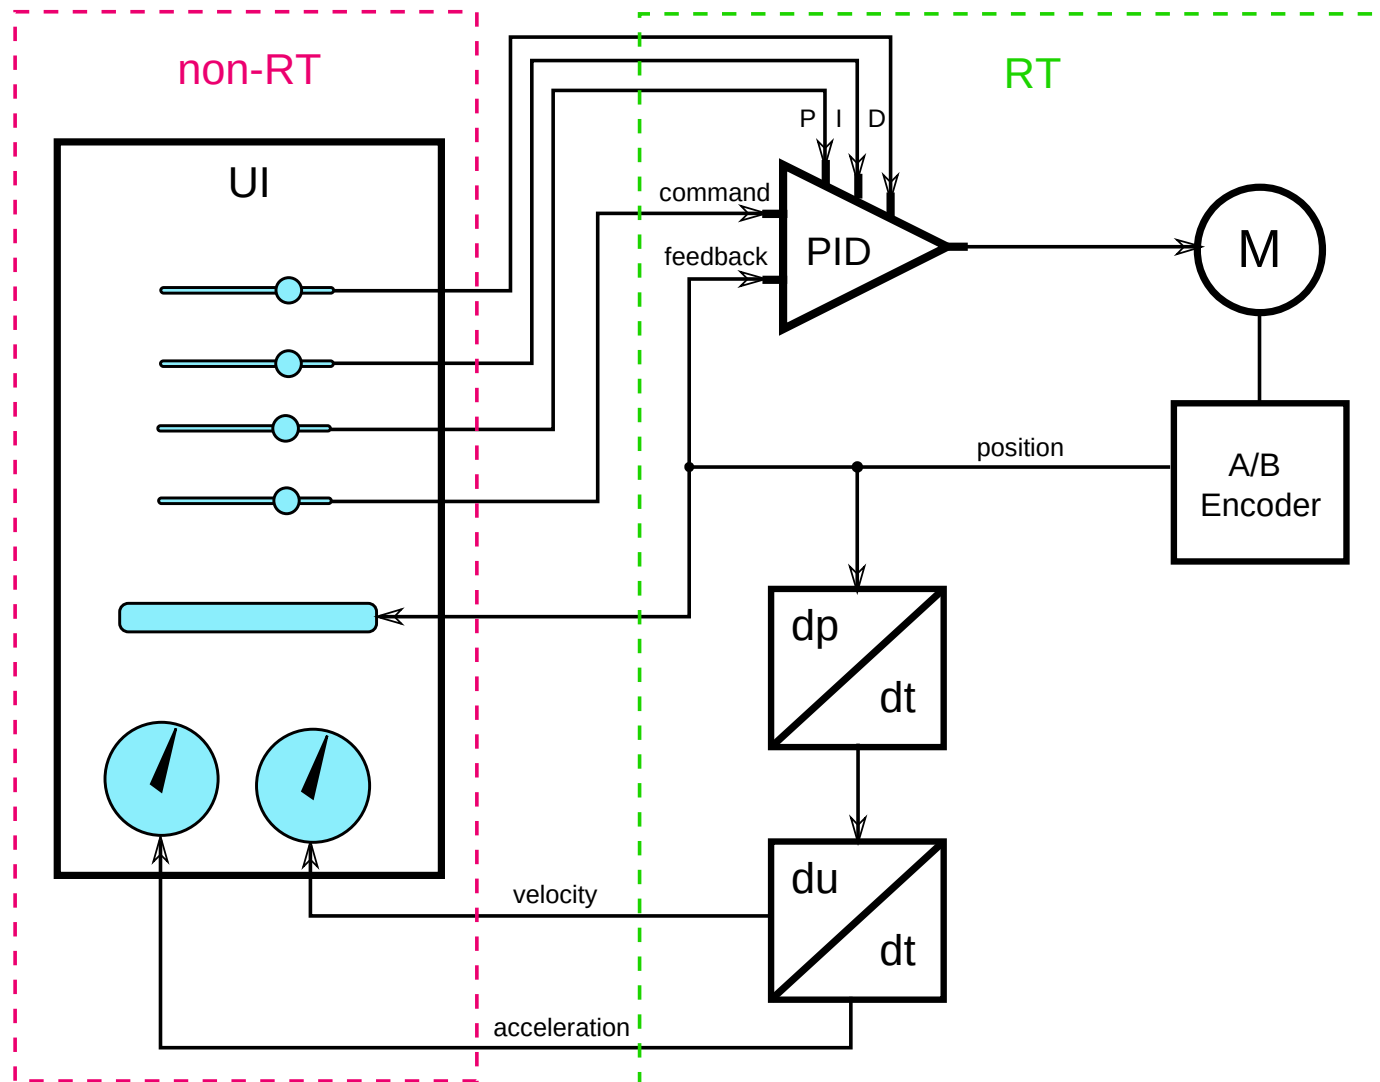 non-RT
RT
UI
P
I
D
command
feedback
PID
M
position
A/B
Encoder
dp
dt
du
dt
velocity
acceleration